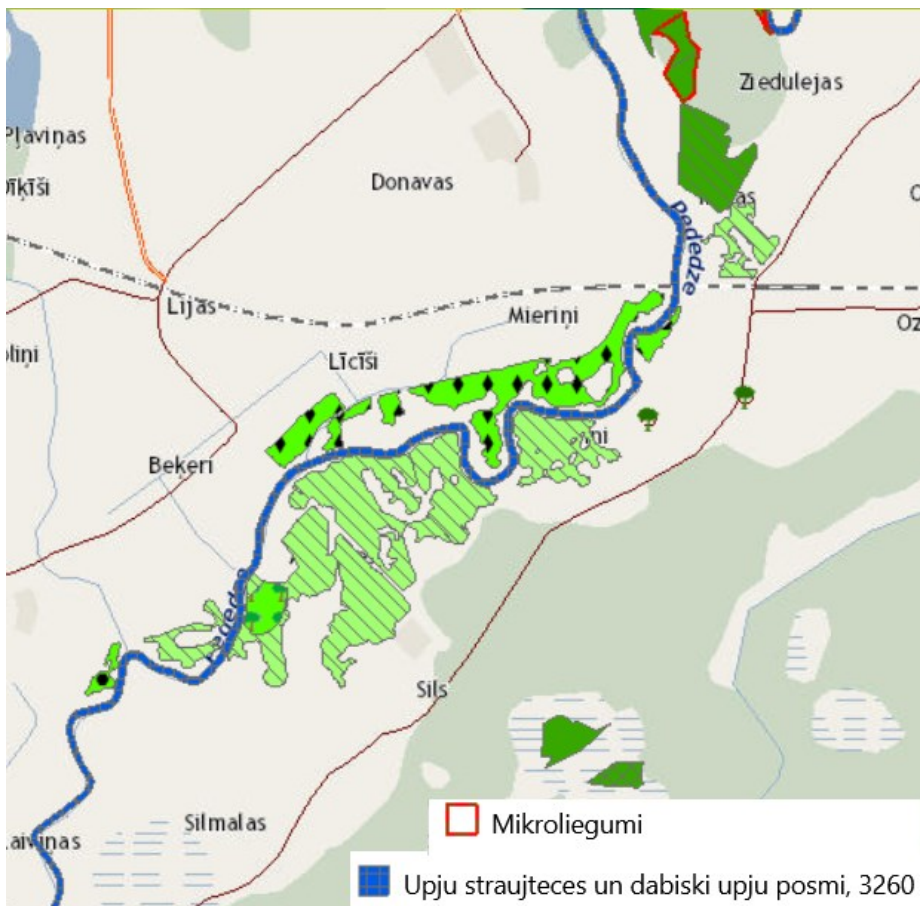 Ziedulejas
Pļaviņas
Donavas
Pededze
Lījas
Mieriņi
Līcīši
Beķeri
Sils
Silmalas
Mikroliegumi
Upju straujteces un dabiski upju posmi, 3260